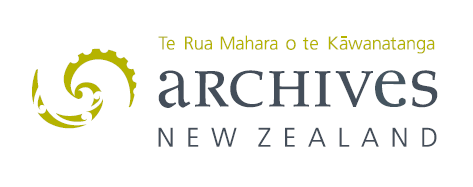 Te Rua Mahara o te Kāwanatanga
ARCHIVES
NEW ZEALAND